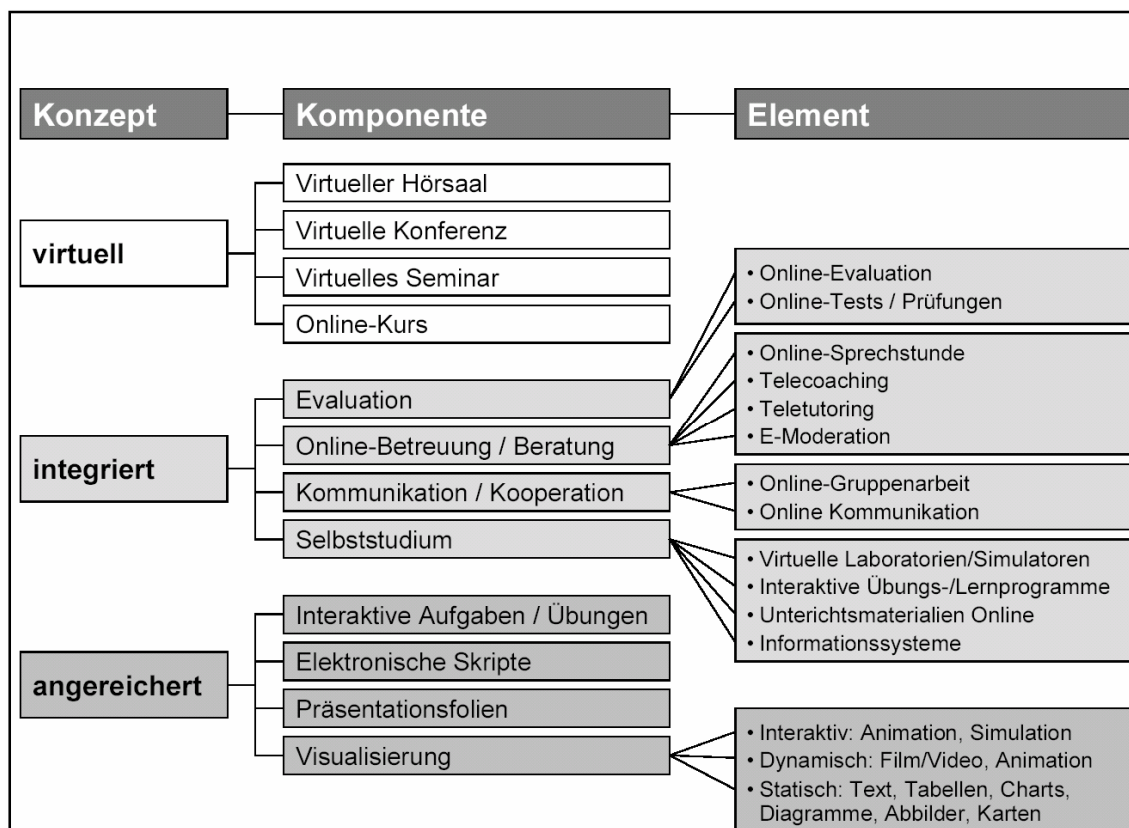 Konzept
Komponente
Element
virtuell
Virtueller Hörsaal
Virtuelle Konferenz
Virtuelles Seminar
Online-Kurs
integriert
Evaluation
Online-Betreuung / Beratung
Kommunikation / Kooperation
Selbststudium
• Online-Evaluation
• Online-Tests / Prüfungen
• Online-Sprechstunde
• Telecoaching
• Teletutoring
• E-Moderation
• Online-Gruppenarbeit
• Online Kommunikation
• Virtuelle Laboratorien/Simulatoren
• Interaktive Übungs-/Lernprogramme
• Unterrichtsmaterialien Online
• Informationssysteme
angereichert
Interaktive Aufgaben / Übungen
Elektronische Skripte
Präsentationsfolien
Visualisierung
• Interaktiv: Animation, Simulation
• Dynamisch: Film/Video, Animation
• Statisch: Text, Tabellen, Charts,
Diagramme, Abbilder, Karten